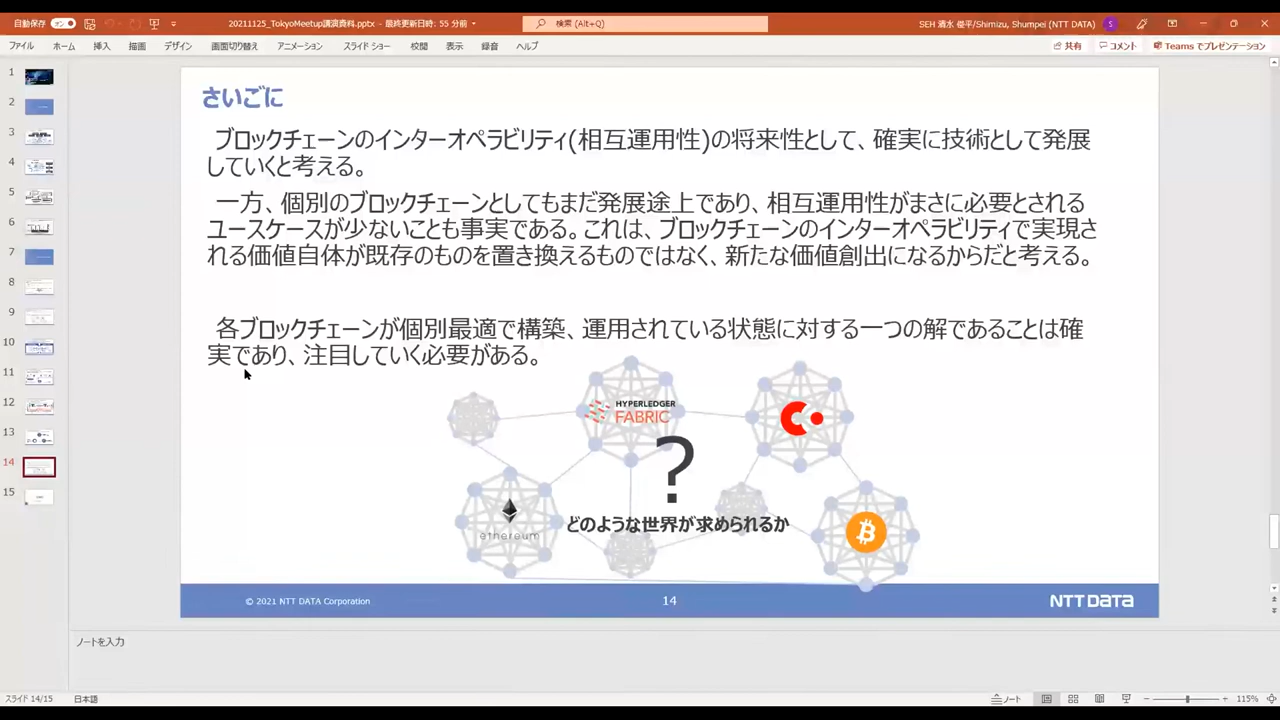 自動保存 オン
20211125_TokyoMeetup講演資料.pptx - 最終更新日時: 55 分前
検索 (Alt+Q)
SEH 清水 俊平/Shimizu, Shumpei (NTT DATA) S
ファイル ホーム 挿入 描画 デザイン 画面切り替え アニメーション スライド ショー 校閲 表示 録音 ヘルプ
共有 コメント Teams でプレゼンテーション
1
2
3
4
5
6
7
8
9
10
11
12
13
14
15
さいごに
ブロックチェーンのインターオペラビリティ(相互運用性)の将来性として、確実に技術として発展
していくと考える。
一方、個別のブロックチェーンとしてもまだ発展途上であり、相互運用性がまさに必要とされる
ユースケースが少ないことも事実である。これは、ブロックチェーンのインターオペラビリティで実現さ
れる価値自体が既存のものを置き換えるものではなく、新たな価値創出になるからだと考える。
各ブロックチェーンが個別最適で構築、運用されている状態に対する一つの解であることは確
実であり、注目していく必要がある。
HYPERLEDGER
FABRIC
?
ethereum
どのような世界が求められるか
© 2021 NTT DATA Corporation
14
NTT DATA
ノートを入力
スライド 14/15 日本語
ノート
115%